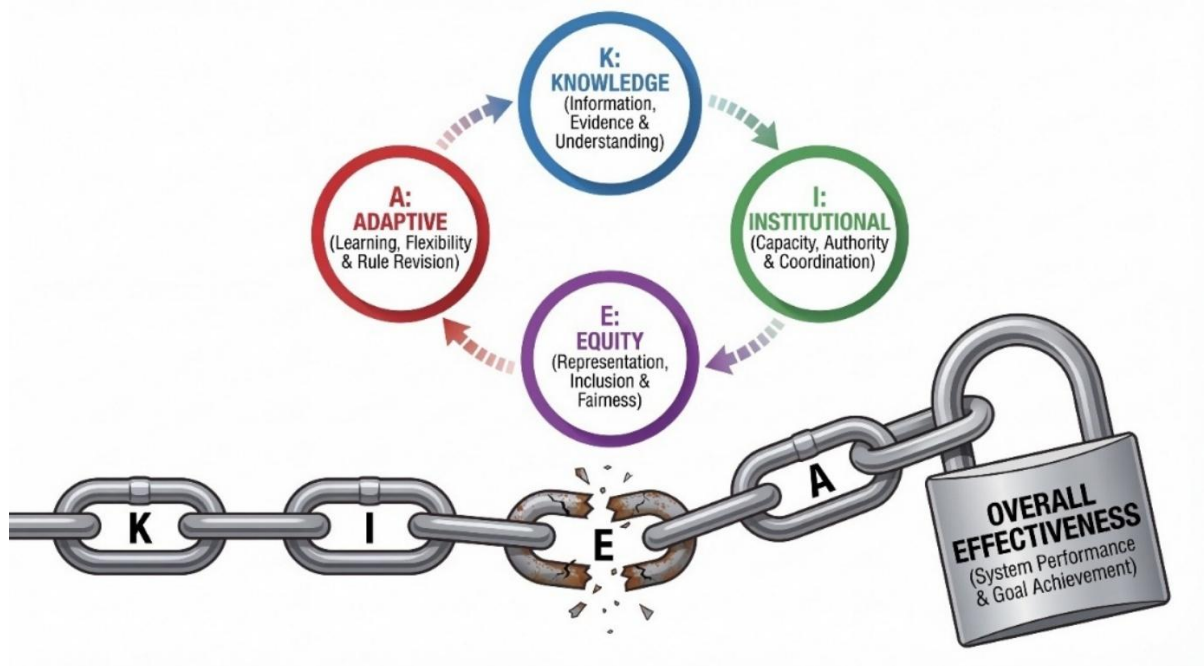 K:
KNOWLEDGE
(Information,
Evidence &
Understanding)
A:
ADAPTIVE
(Learning, Flexibility
& Rule Revision)
I:
INSTITUTIONAL
(Capacity, Authority
& Coordination)
E:
EQUITY
(Representation,
Inclusion &
Fairness)
K
I
E
A
OVERALL
EFFECTIVENESS
(System Performance
& Goal Achievement)